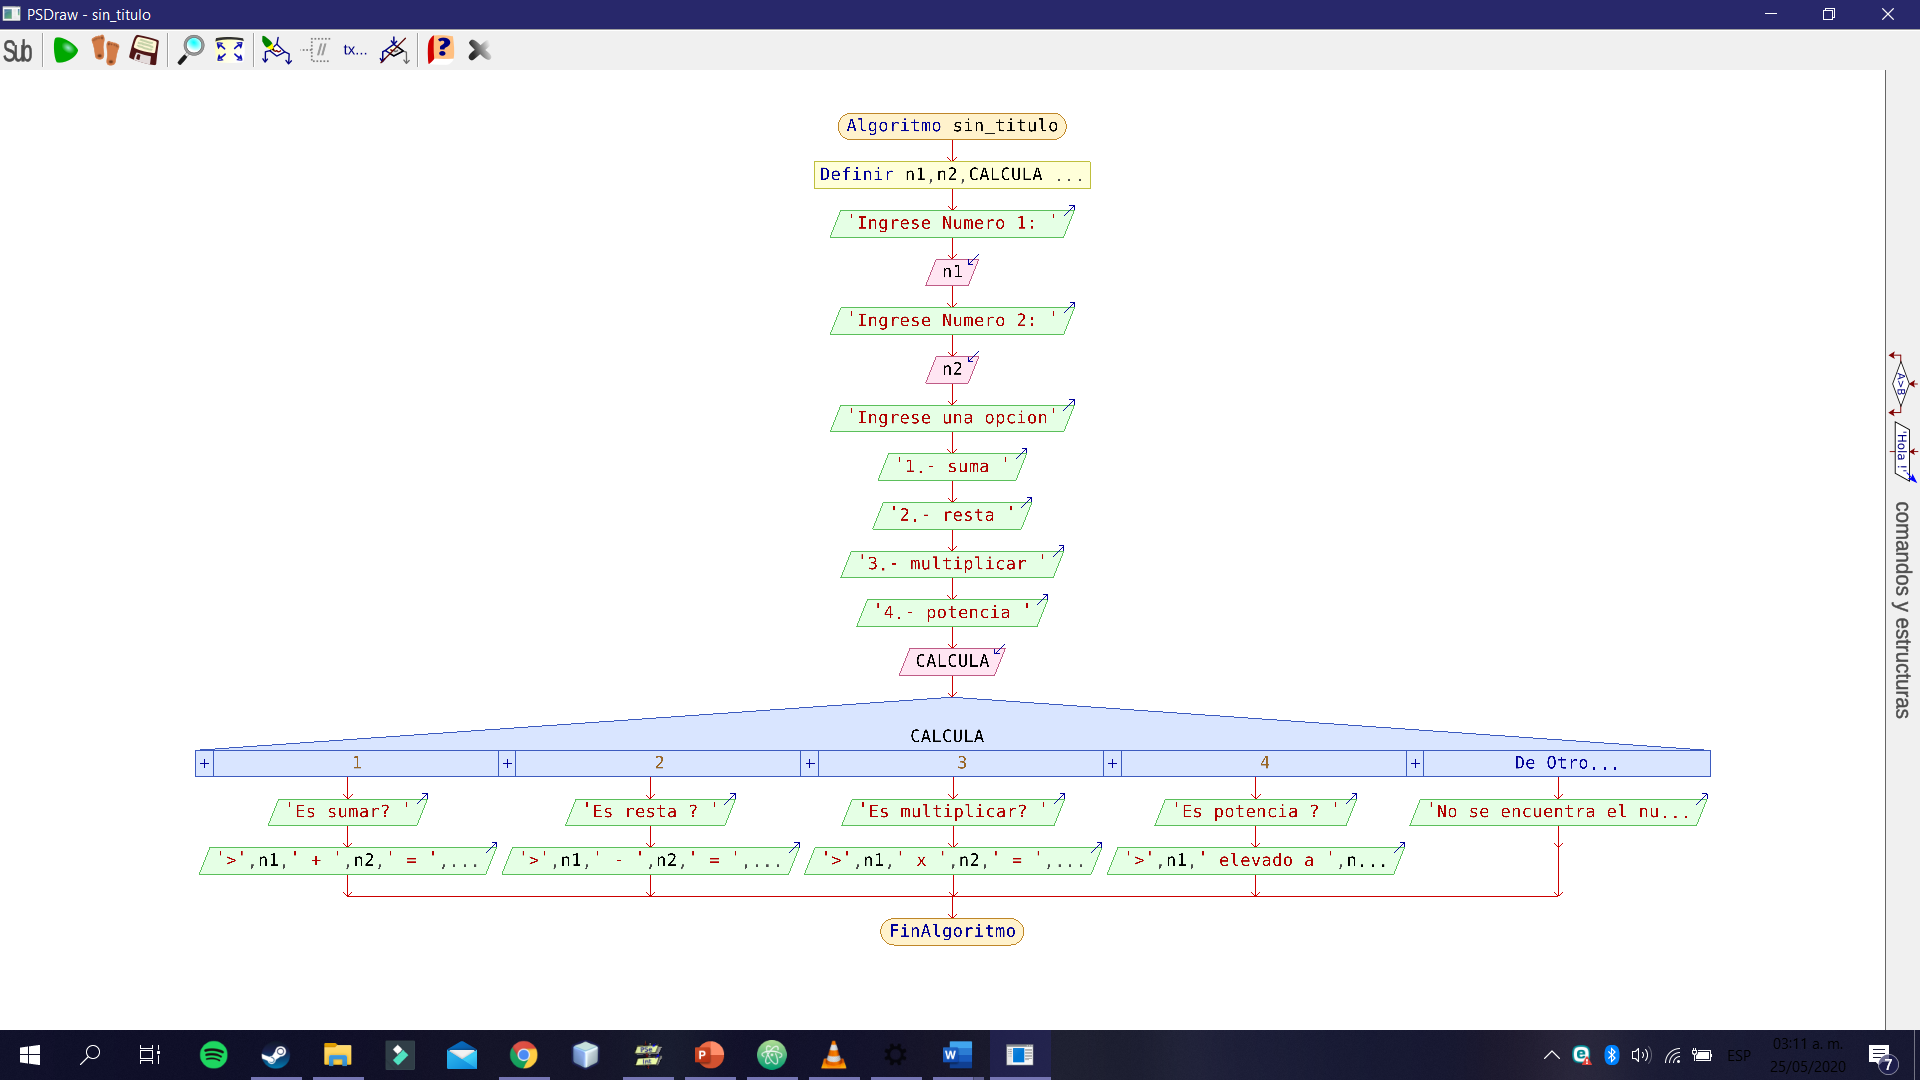 PSDraw - sin_titulo
Sub
tx...
Algoritmo sin_titulo
Definir n1,n2,CALCULA ...
'Ingrese Numero 1: '
n1
'Ingrese Numero 2: '
n2
'Ingrese una opcion'
'1.- suma '
'2.- resta '
'3.- multiplicar '
'4.- potencia '
CALCULA
CALCULA
+ 1 + 2 + 3 + 4 + De Otro...
'Es sumar? ' 'Es resta ? ' 'Es multiplicar? ' 'Es potencia ? ' 'No se encuentra el nu...
'>',n1,' + ',n2,' = ',... '>',n1,' - ',n2,' = ',... '>',n1,' x ',n2,' = ',... '>',n1,' elevado a ',n...
FinAlgoritmo
A>B
'Hola !'
comandos y estructuras
ESP
03:11 a. m.
25/05/2020
7